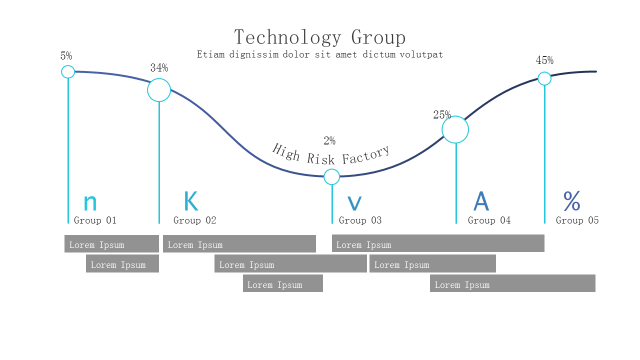 Technology Group
Etiam dignissim dolor sit amet dictum volutpat
5%
34%
2%
25%
45%
High Risk Factory
n
K
v
A
%
Group 01
Group 02
Group 03
Group 04
Group 05
Lorem Ipsum
Lorem Ipsum
Lorem Ipsum
Lorem Ipsum
Lorem Ipsum
Lorem Ipsum
Lorem Ipsum
Lorem Ipsum